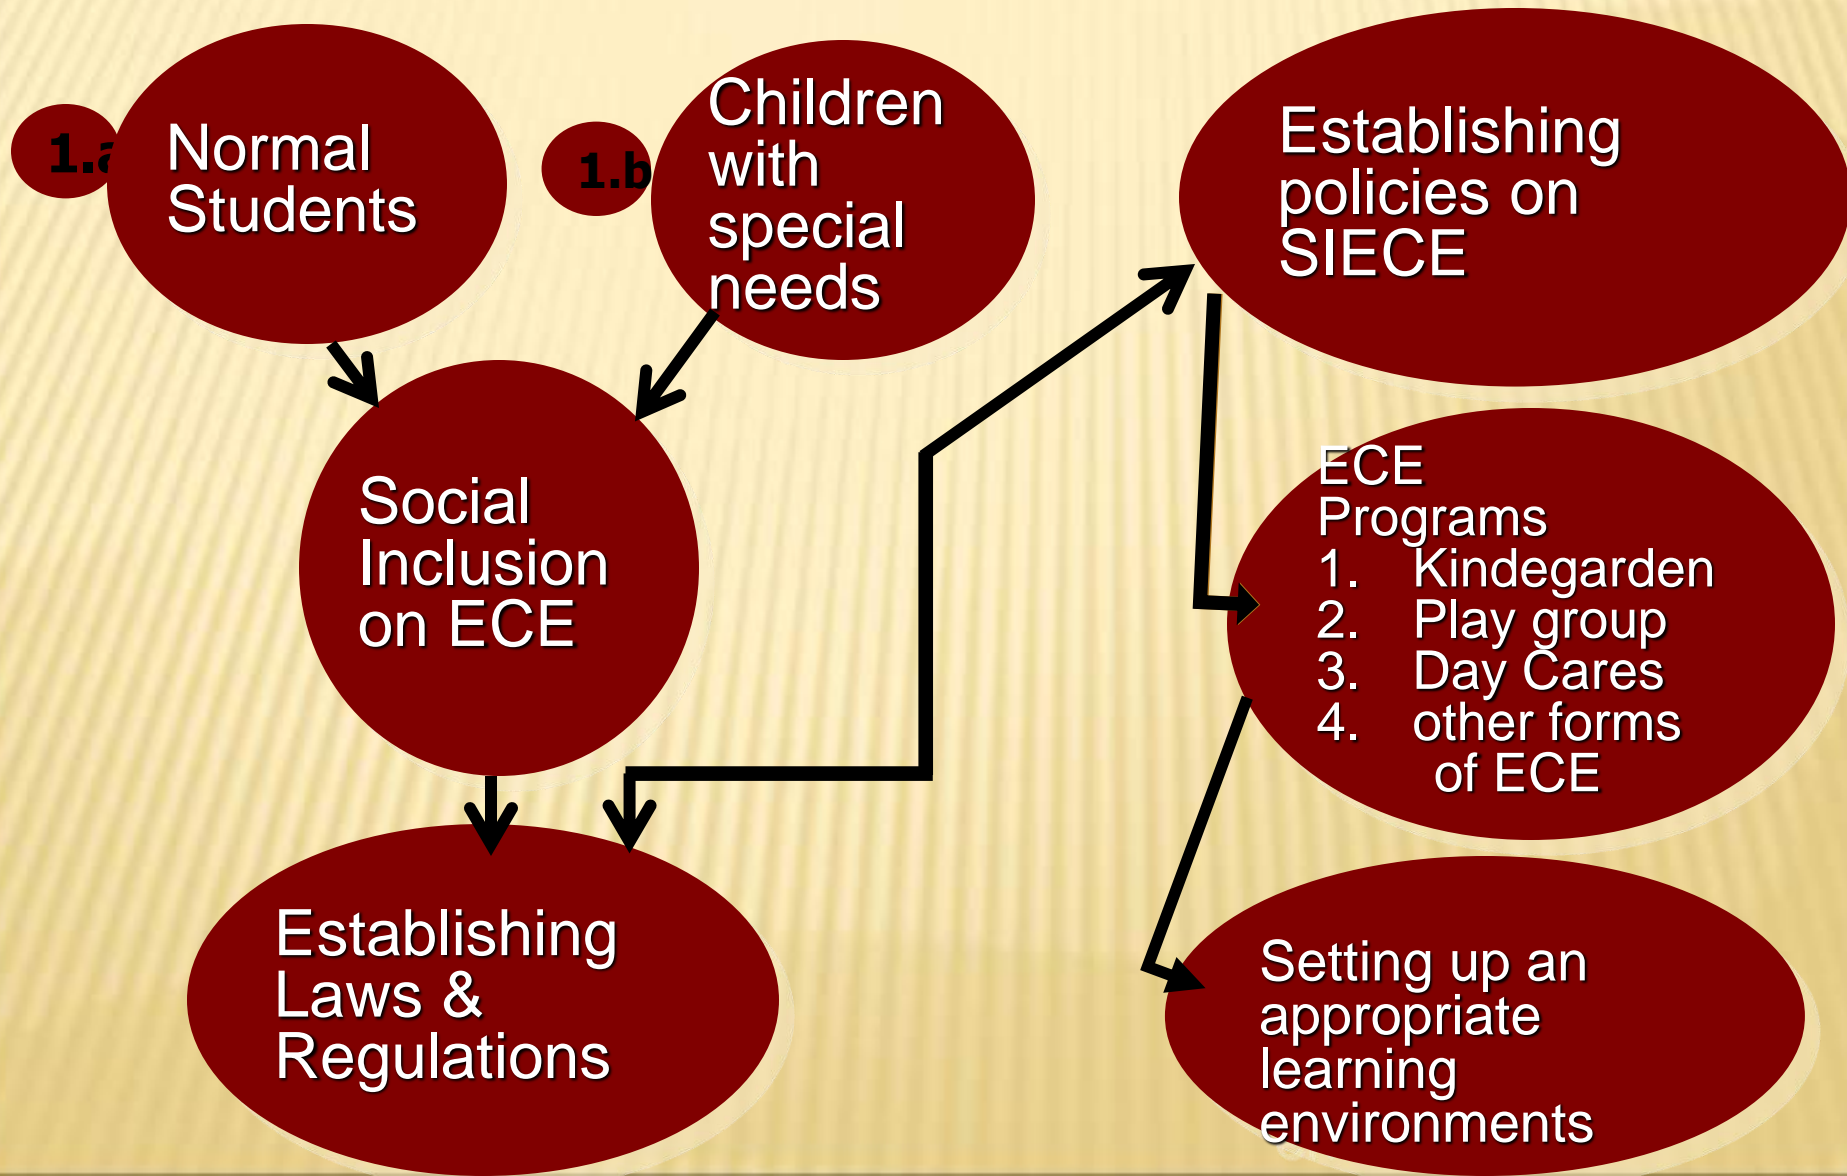 1.a
Normal
Students
1.b
Children
with
special
needs
Social
Inclusion
on ECE
Establishing
Laws &
Regulations
Establishing
policies on
SIECE
ECE
Programs
1. Kindegarden
2. Play group
3. Day Cares
4. other forms
of ECE
Setting up an
appropriate
learning
environments